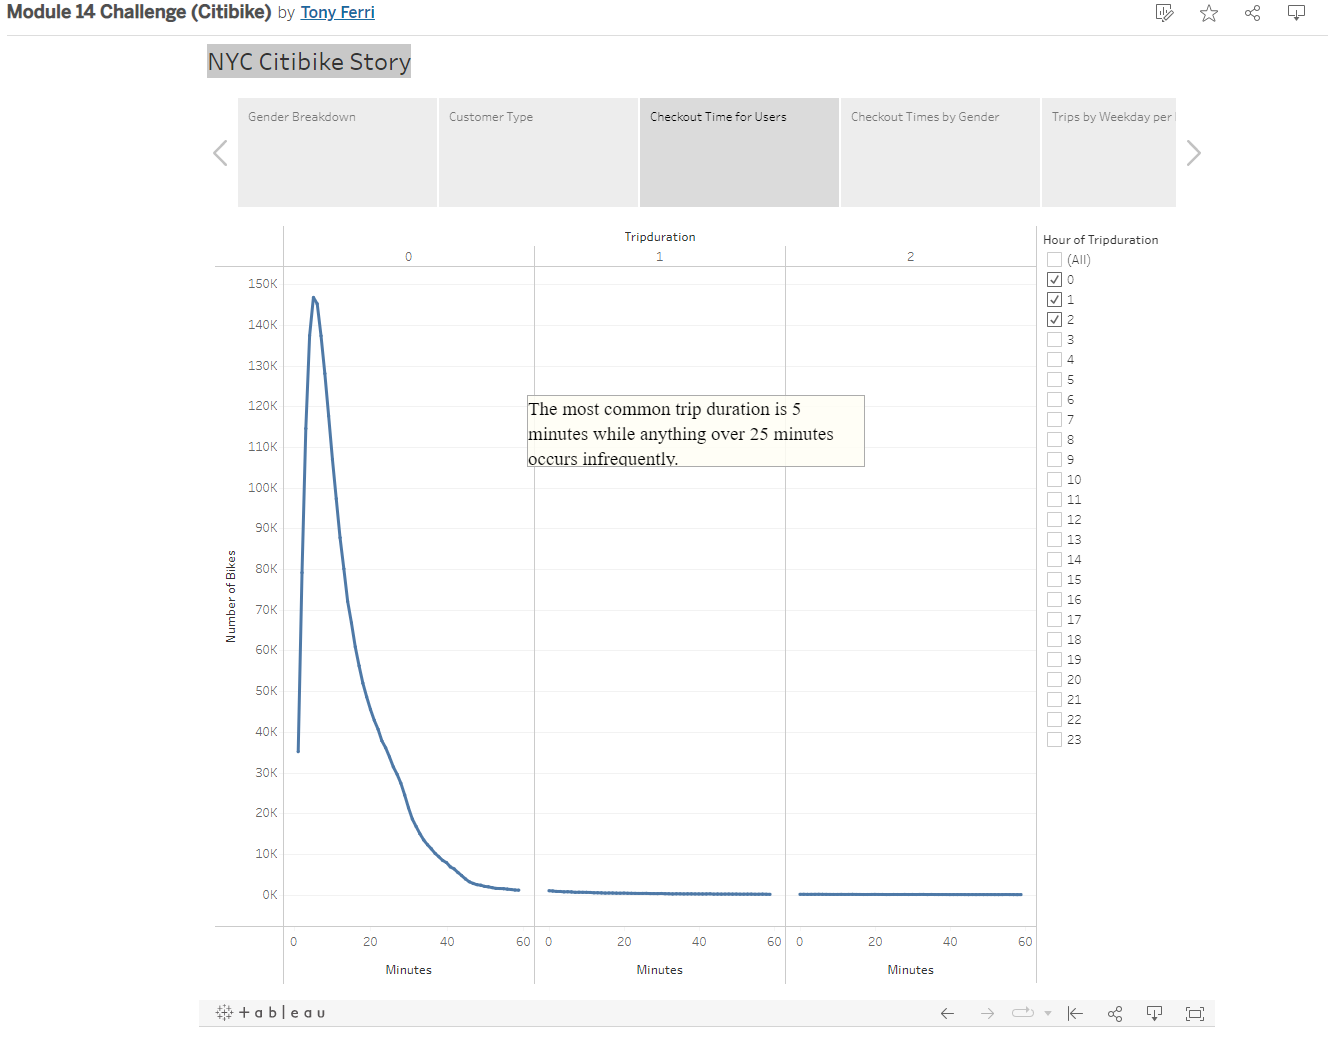 Module 14 Challenge (Citibike) by Tony Ferri
NYC Citibike Story
Gender Breakdown
Customer Type
Checkout Time for Users
Checkout Times by Gender
Trips by Weekday per
Tripduration
0
1
2
150K
140K
130K
120K
110K
100K
90K
80K
70K
60K
50K
40K
30K
20K
10K
0K
Number of Bikes
The most common trip duration is 5
minutes while anything over 25 minutes
occurs infrequently.
0 20 40 60
0 20 40 60
0 20 40 60
Minutes
Minutes
Minutes
Hour of Tripduration
(All)
0
1
2
3
4
5
6
7
8
9
10
11
12
13
14
15
16
17
18
19
20
21
22
23
+ a b l e a u